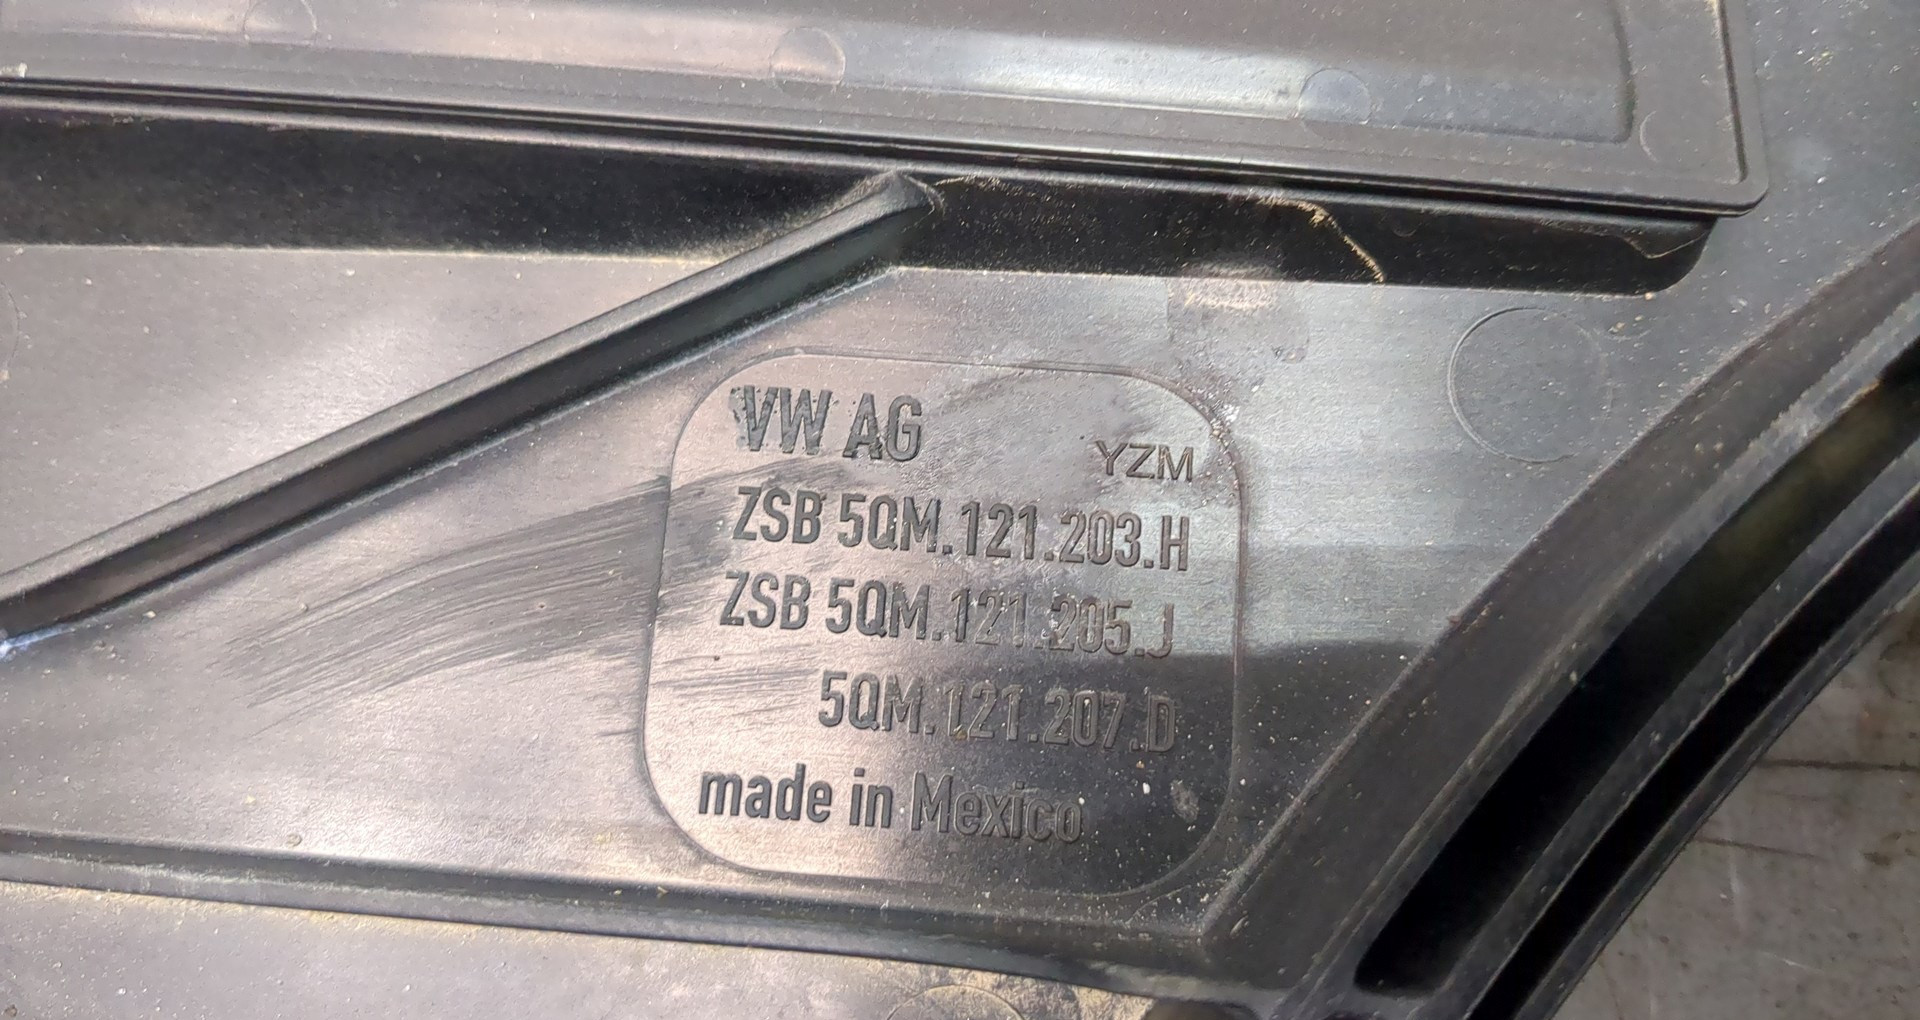 VW AG YZM
ZSB 5QM.121.203.H
ZSB 5QM.121.205.J
5QM.121.207.D
made in Mexico